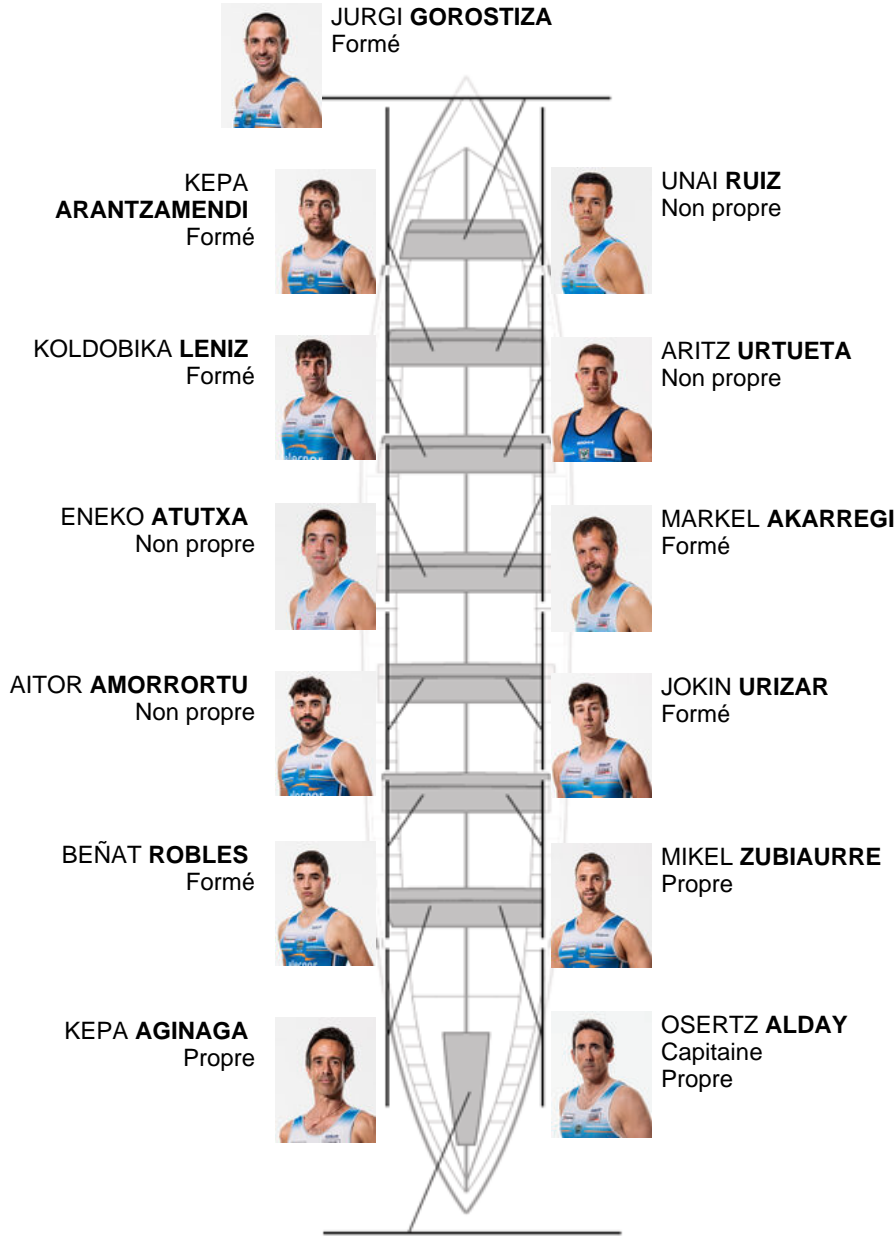 JURGI GOROSTIZA
Formé
KEPA
ARANTZAMENDI
Formé
UNAI RUIZ
Non propre
KOLDOBIKA LENIZ
Formé
ARITZ URTUETA
Non propre
ENEKO ATUTXA
Non propre
MARKEL AKARREGI
Formé
AITOR AMORRORTU
Non propre
JOKIN URIZAR
Formé
BEÑAT ROBLES
Formé
MIKEL ZUBIAURRE
Propre
KEPA AGINAGA
Propre
OSERTZ ALDAY
Capitaine
Propre